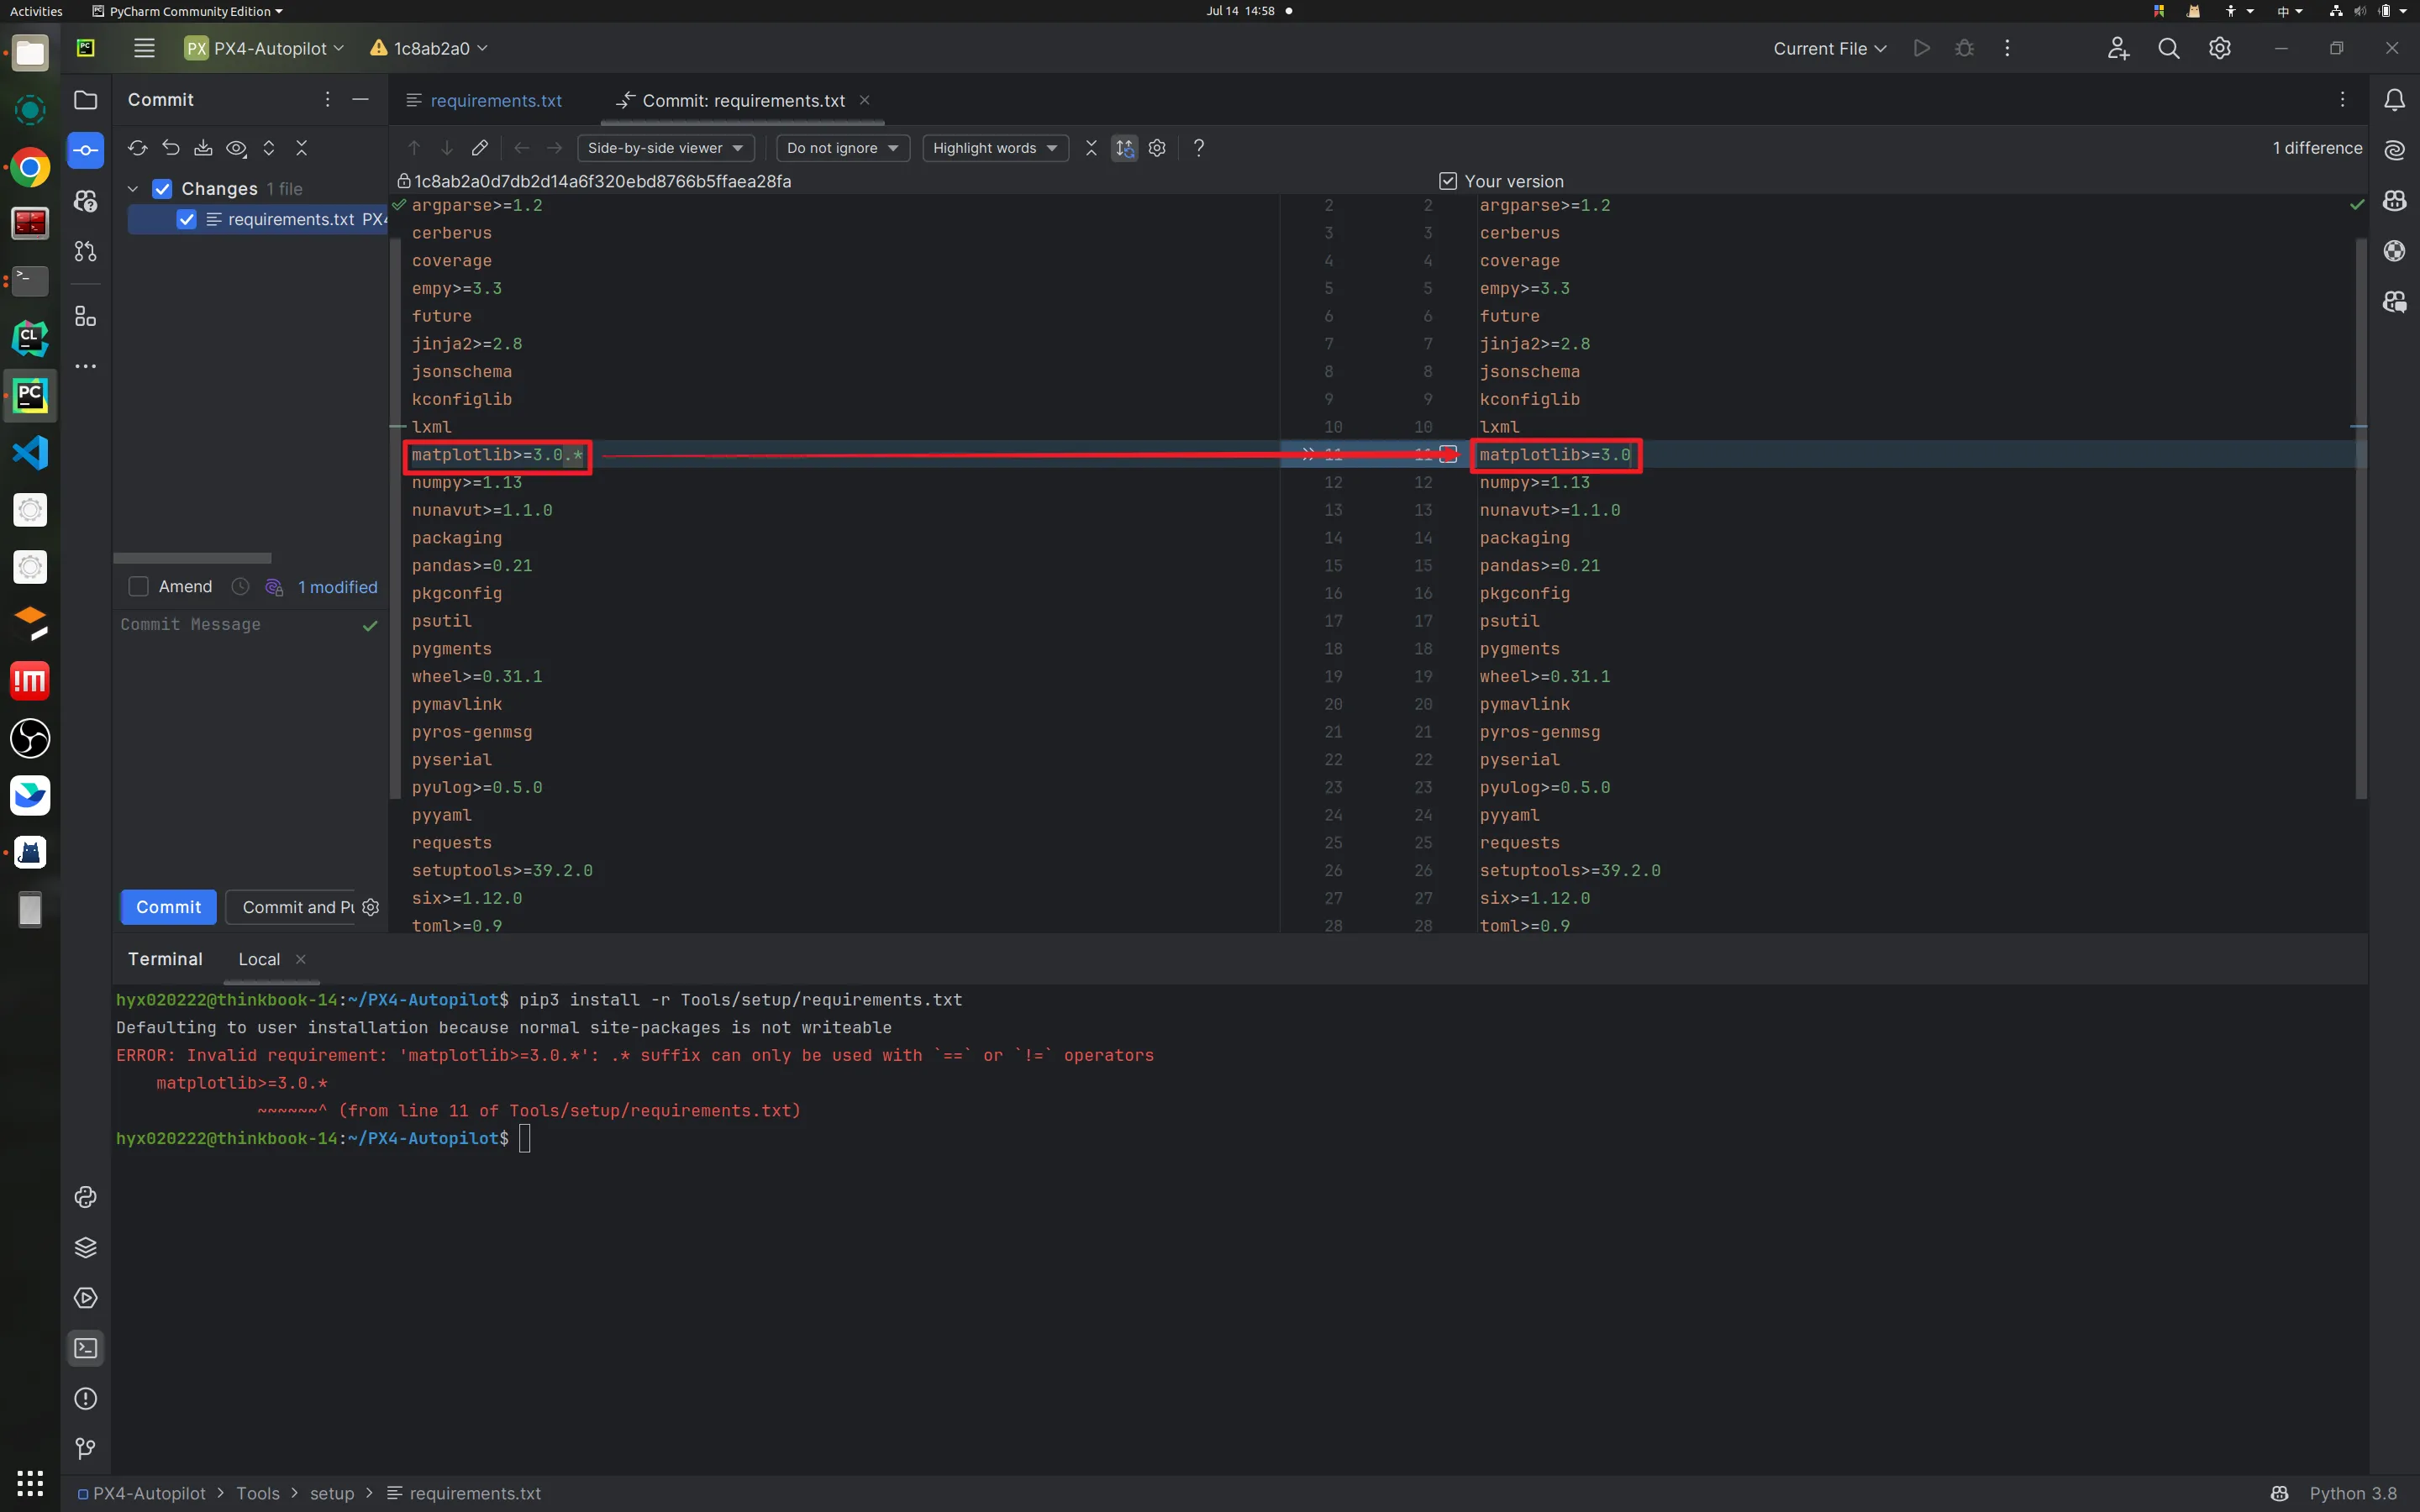 Activities PyCharm Community Edition Jul 14 14:58 中
PX PX4-Autopilot 1c8ab2a0 Current File
Commit requirements.txt Commit: requirements.txt
Side-by-side viewer Do not ignore Highlight words ? 1 difference
1c8ab2a0d7db2d14a6f320ebd8766b5ffaea28fa Your version
Changes 1 file
requirements.txt PX4
argparse>=1.2 2 2 argparse>=1.2
cerberus 3 3 cerberus
coverage 4 4 coverage
empy>=3.3 5 5 empy>=3.3
future 6 6 future
jinja2>=2.8 7 7 jinja2>=2.8
jsonschema 8 8 jsonschema
kconfiglib 9 9 kconfiglib
lxml 10 10 lxml
matplotlib>=3.0.* 11 11 matplotlib>=3.0
numpy>=1.13 12 12 numpy>=1.13
nunavut>=1.1.0 13 13 nunavut>=1.1.0
packaging 14 14 packaging
pandas>=0.21 15 15 pandas>=0.21
pkgconfig 16 16 pkgconfig
psutil 17 17 psutil
pygments 18 18 pygments
wheel>=0.31.1 19 19 wheel>=0.31.1
pymavlink 20 20 pymavlink
pyros-genmsg 21 21 pyros-genmsg
pyserial 22 22 pyserial
pyulog>=0.5.0 23 23 pyulog>=0.5.0
pyyaml 24 24 pyyaml
requests 25 25 requests
setuptools>=39.2.0 26 26 setuptools>=39.2.0
six>=1.12.0 27 27 six>=1.12.0
toml>=0.9 28 28 toml>=0.9
Amend 1 modified
Commit Message
Commit Commit and Pu
Terminal Local
hyx020222@thinkbook-14:~/PX4-Autopilot$ pip3 install -r Tools/setup/requirements.txt
Defaulting to user installation because normal site-packages is not writeable
ERROR: Invalid requirement: 'matplotlib>=3.0.*': .* suffix can only be used with `==` or `!=` operators
matplotlib>=3.0.*
~~~~~~^ (from line 11 of Tools/setup/requirements.txt)
hyx020222@thinkbook-14:~/PX4-Autopilot$
PX4-Autopilot > Tools > setup > requirements.txt Python 3.8